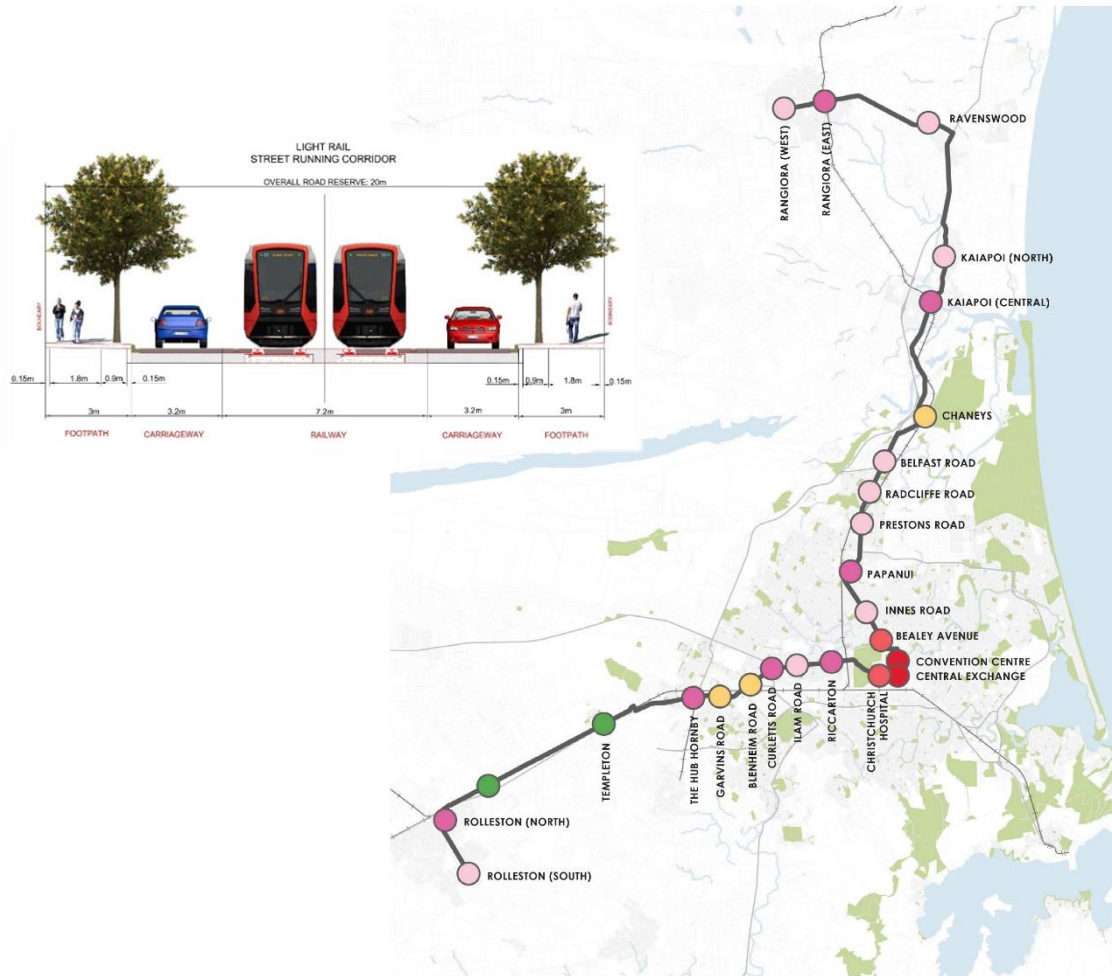 LIGHT RAIL
STREET RUNNING CORRIDOR
OVERALL ROAD RESERVE: 20m
BOUNDARY
BOUNDARY
0.15m
1.8m
0.9m
0.15m
0.15m
0.9m
1.8m
0.15m
3m
3.2m
7.2m
3.2m
3m
FOOTPATH
CARRIAGEWAY
RAILWAY
CARRIAGEWAY
FOOTPATH
RANGIORA (WEST)
RANGIORA (EAST)
RAVENSWOOD
KAIAPOI (NORTH)
KAIAPOI (CENTRAL)
CHANEYS
BELFAST ROAD
RADCLIFFE ROAD
PRESTONS ROAD
PAPANUI
INNES ROAD
BEALEY AVENUE
CONVENTION CENTRE
CENTRAL EXCHANGE
CHRISTCHURCH
HOSPITAL
RICCARTON
ILAM ROAD
CURLETTS ROAD
BLENHEIM ROAD
GARVINS ROAD
THE HUB HORNBY
TEMPLETON
ROLLESTON (NORTH)
ROLLESTON (SOUTH)